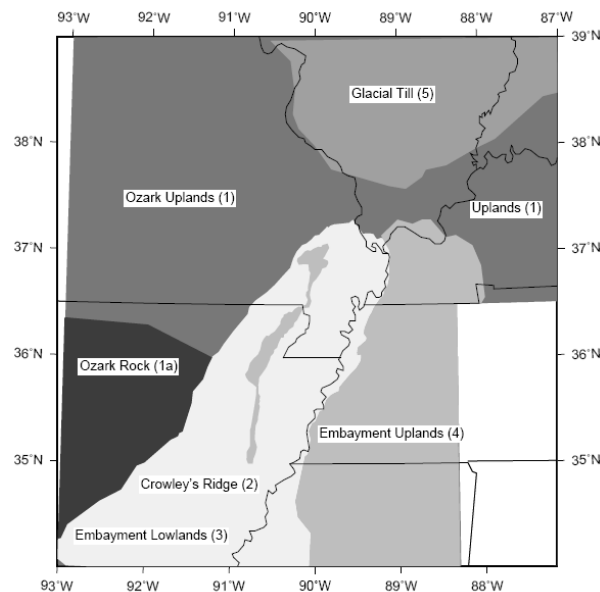 93˚W 92˚W 91˚W 90˚W 89˚W 88˚W 87˚W
39˚N
Glacial Till (5)
38˚N 38˚N
Ozark Uplands (1)
Uplands (1)
37˚N 37˚N
36˚N 36˚N
Ozark Rock (1a)
Embayment Uplands (4)
35˚N 35˚N
Crowley's Ridge (2)
Embayment Lowlands (3)
93˚W 92˚W 91˚W 90˚W 89˚W 88˚W